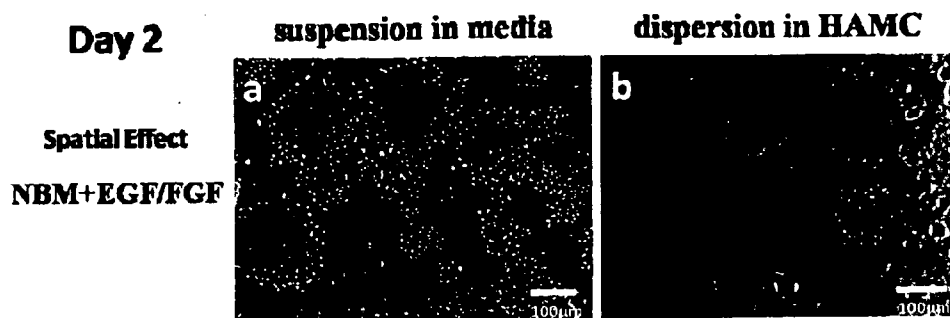 Day 2
suspension in media
dispersion in HAMC
a
b
Spatial Effect
NBM+EGF/FGF
100µm
100µm